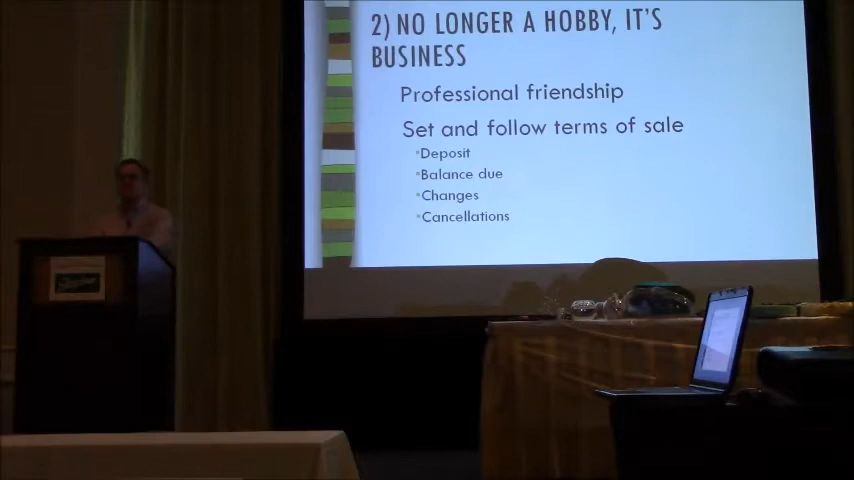 2) NO LONGER A HOBBY, IT'S
BUSINESS
Professional friendship
Set and follow terms of sale
Deposit
Balance due
Changes
Cancellations